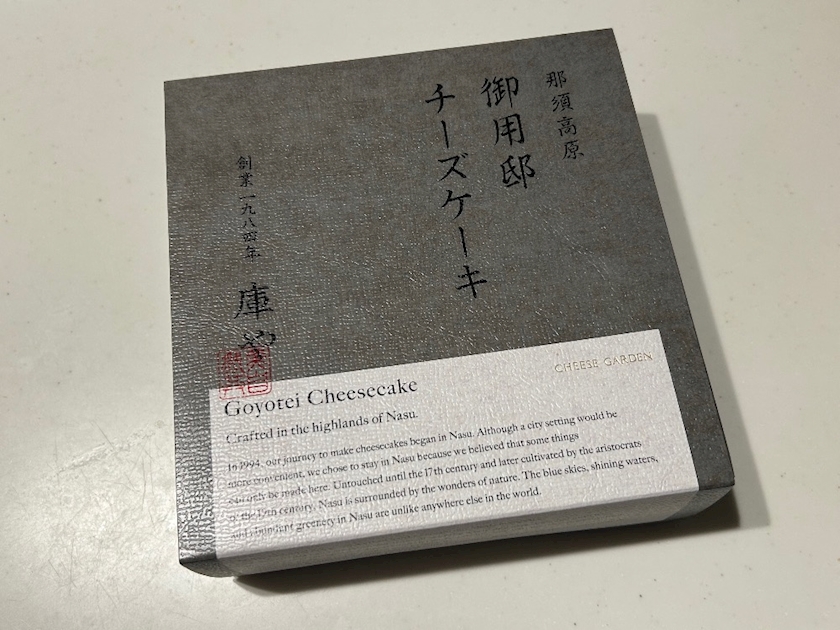 那須高原
御用邸
チーズケーキ
創業一九八四年
庫や
CHEESE GARDEN
Goyotei Cheesecake
Crafted in the highlands of Nasu.
In 1994, our journey to make cheesecakes began in Nasu. Although a city setting would be
more convenient, we chose to stay in Nasu because we believed that some things
can only be made here. Untouched until the 17th century and later cultivated by the aristocrats
in the 19th century, Nasu is surrounded by the wonders of nature. The blue skies, shining waters,
and abundant greenery in Nasu are unlike anywhere else in the world.